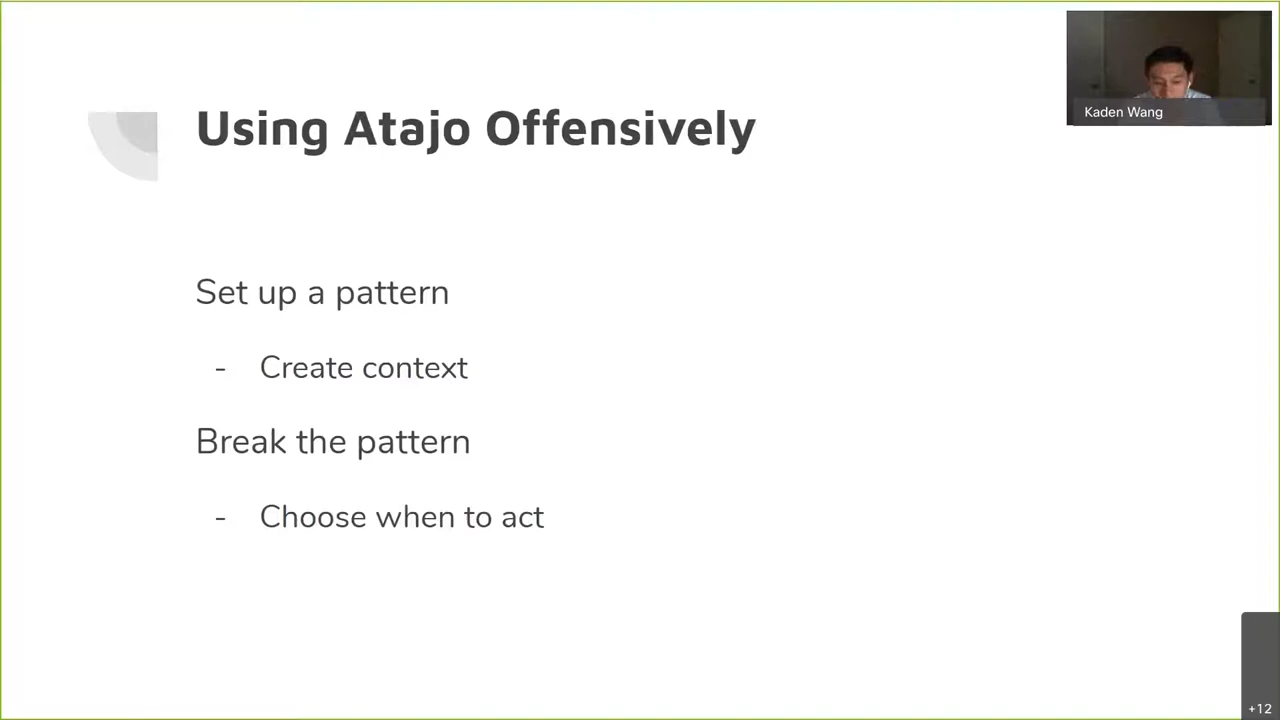 Using Atajo Offensively
Kaden Wang
Set up a pattern
- Create context
Break the pattern
- Choose when to act
+12